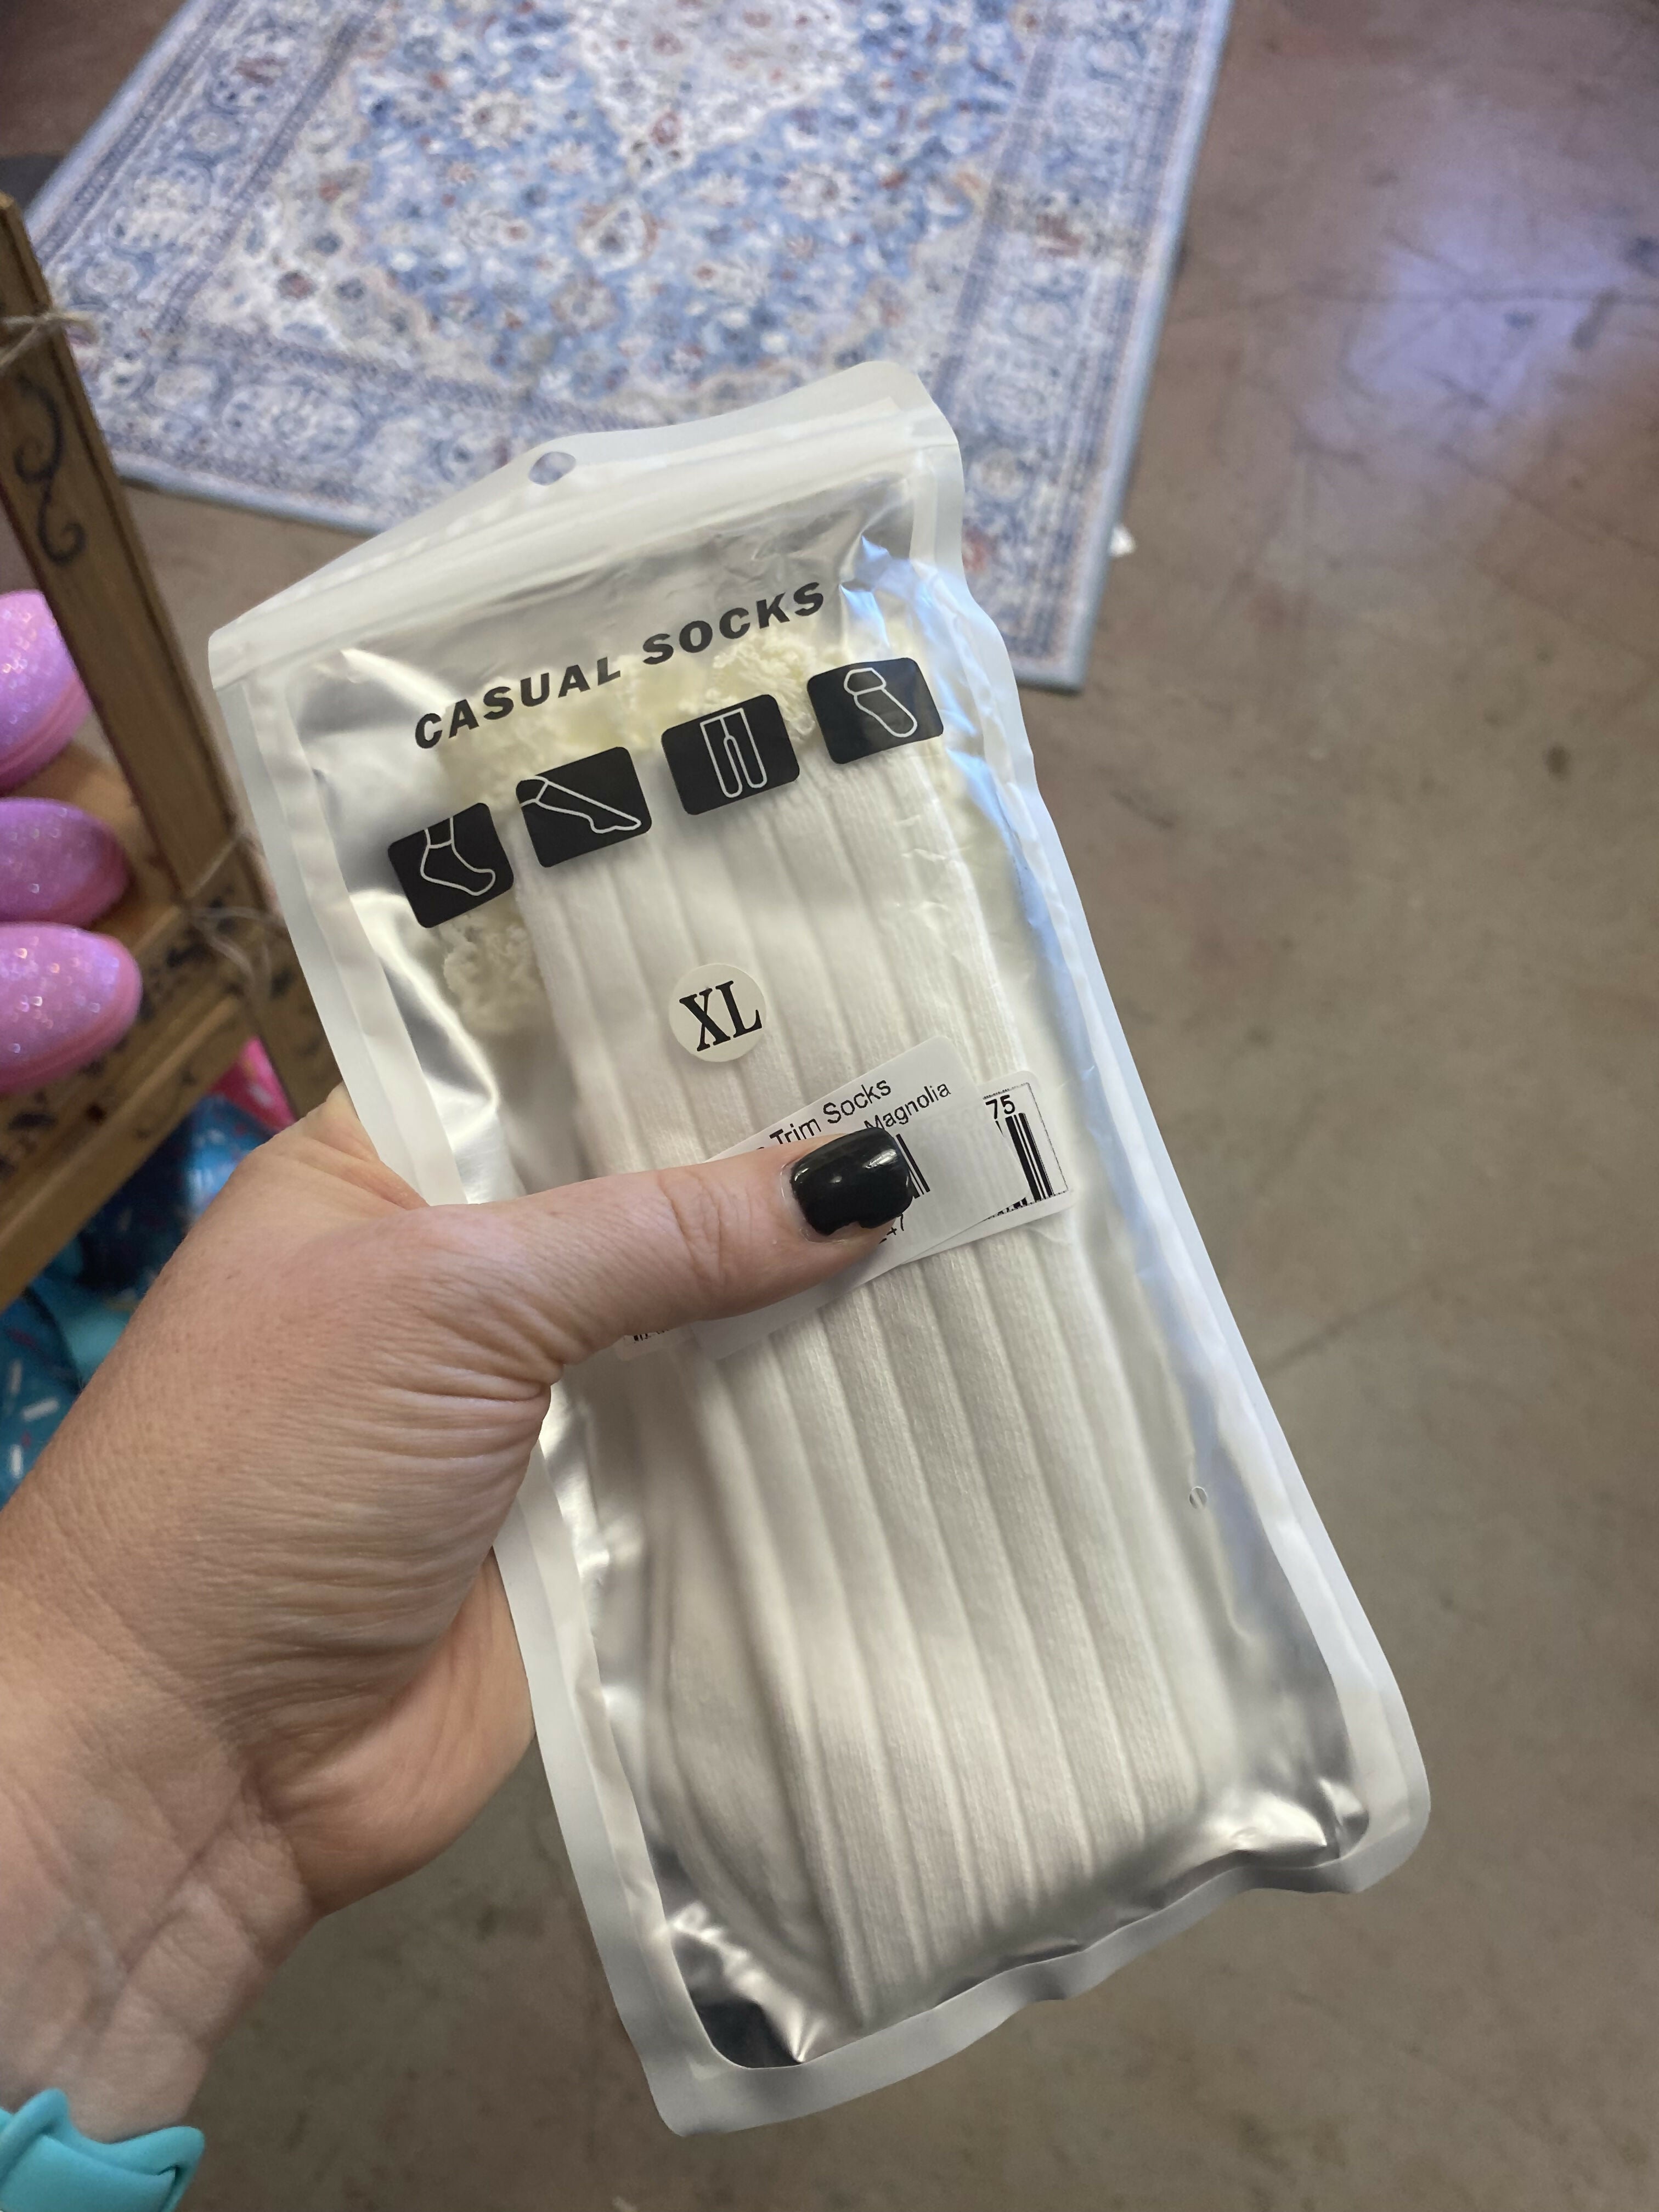 CASUAL SOCKS
XL
Trim Socks
Magnolia
75